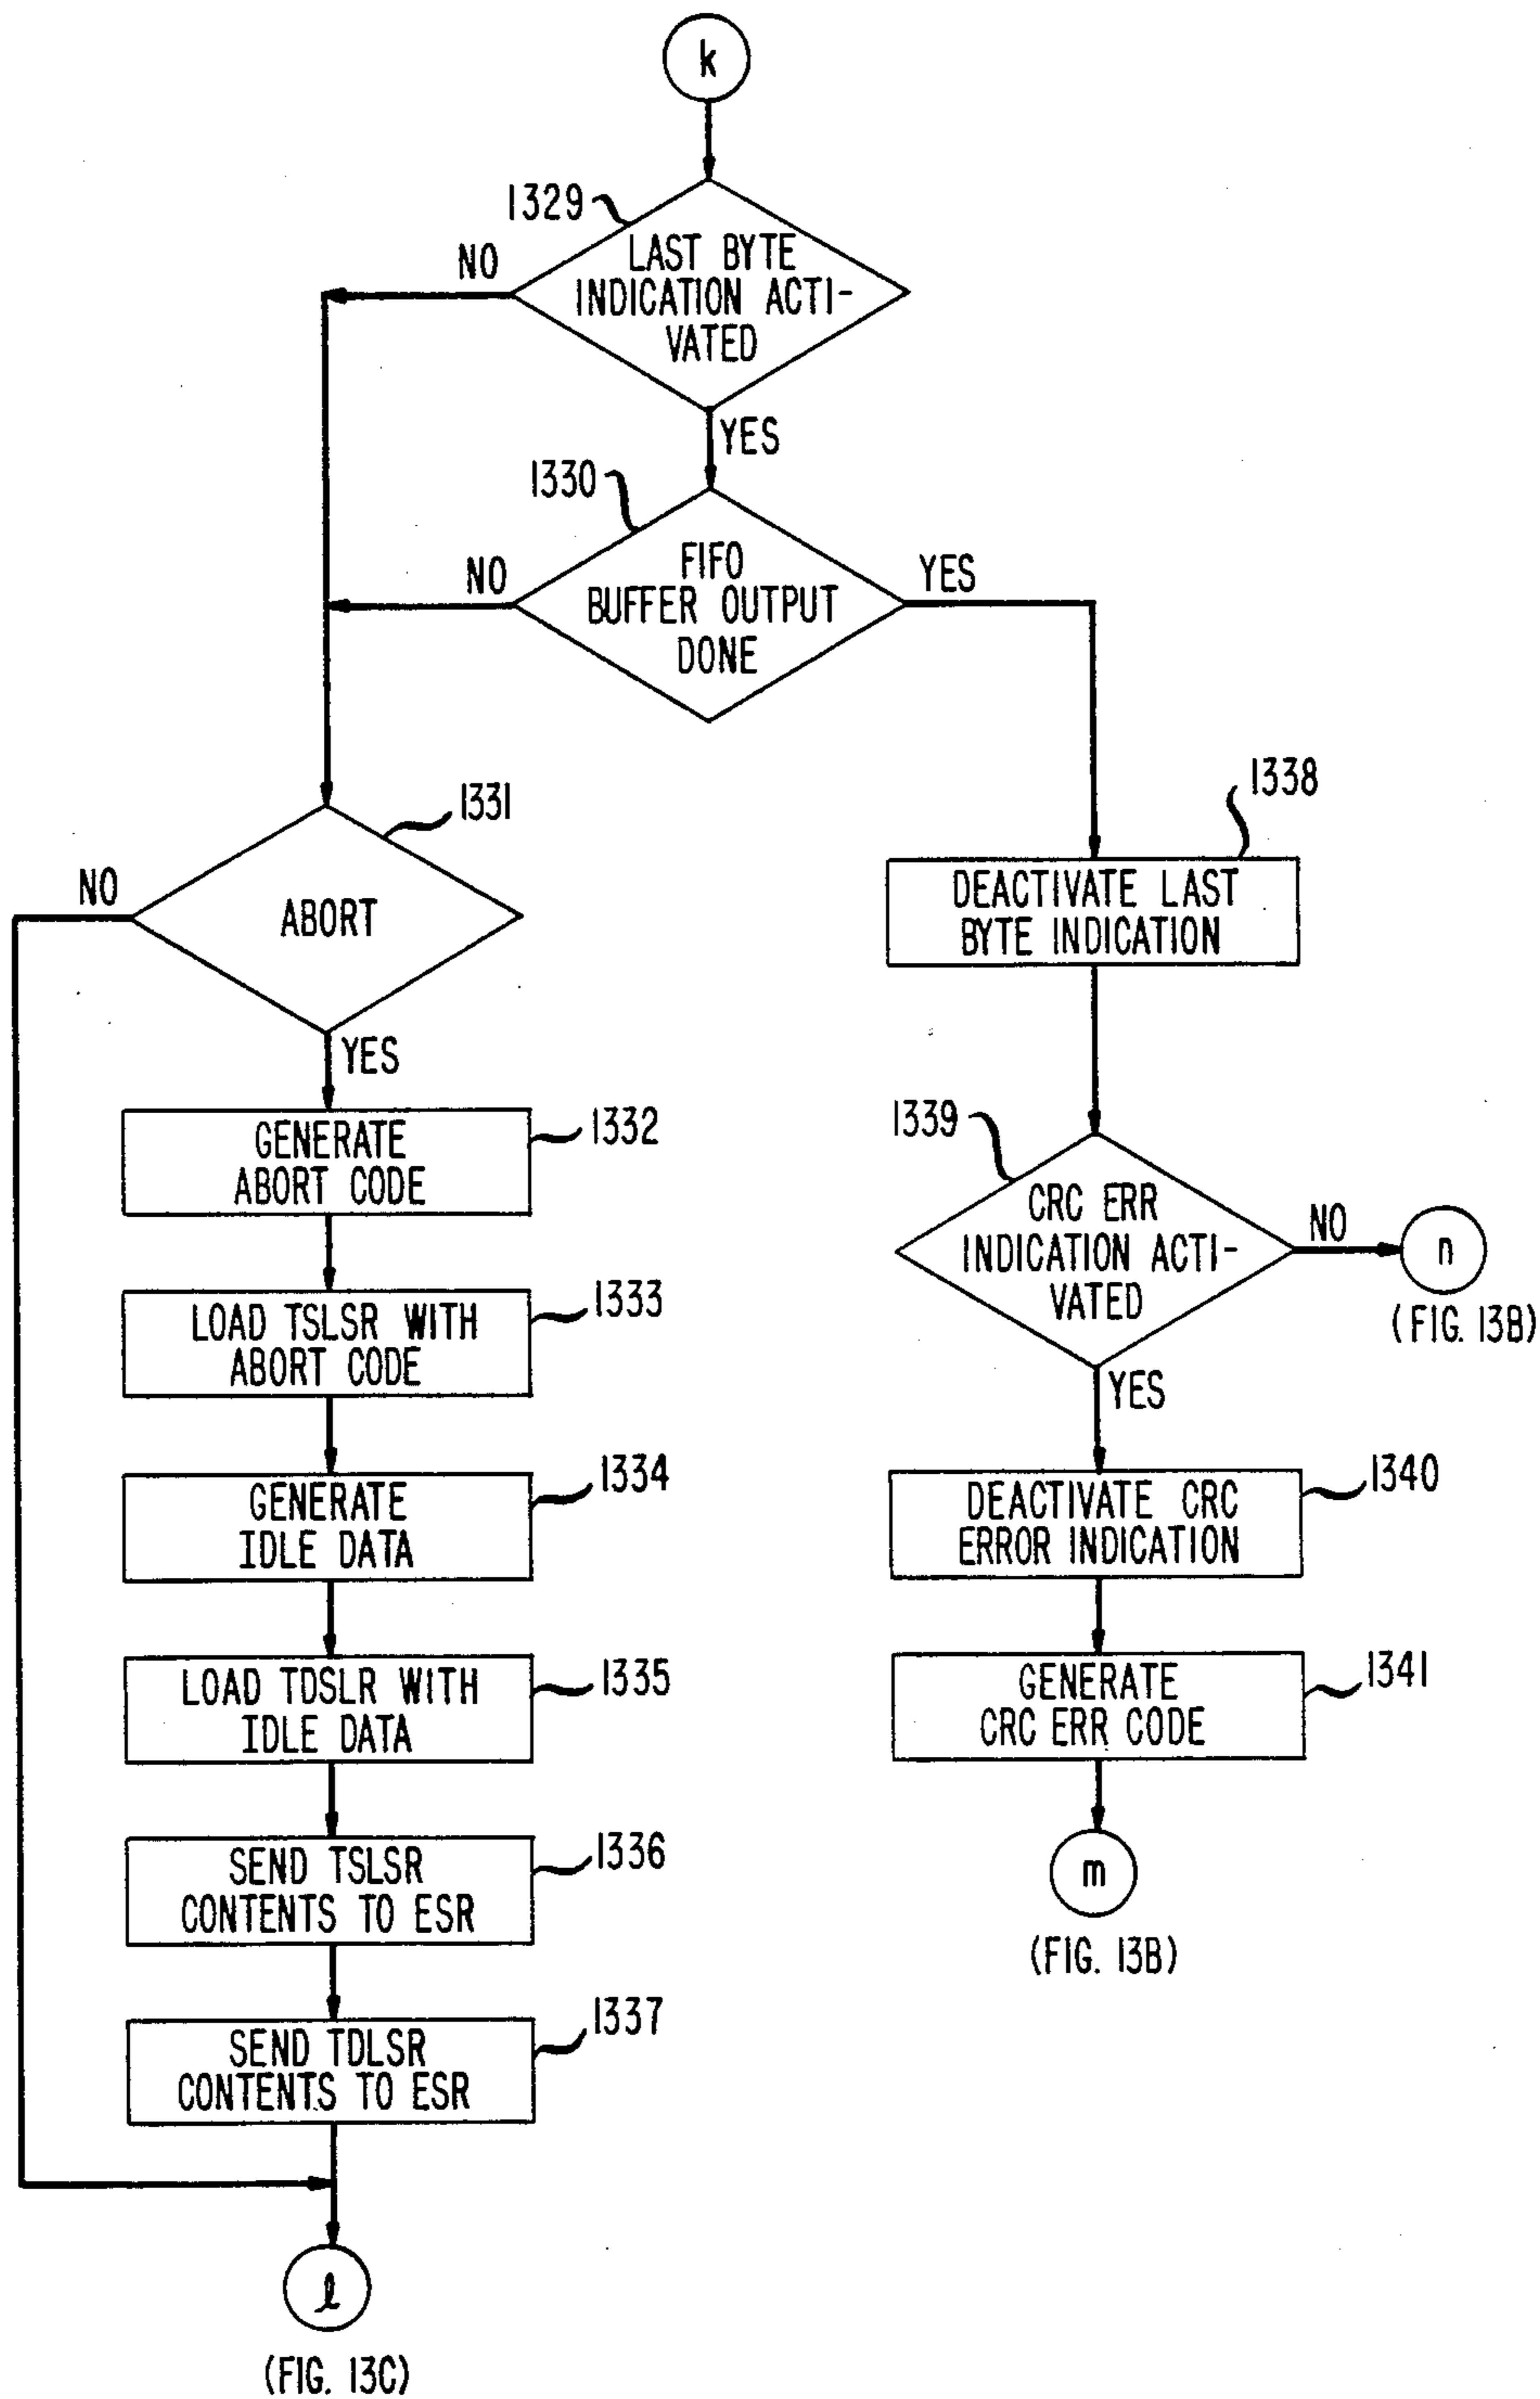 k
1329
LAST BYTE
INDICATION ACTI-
VATED
NO
YES
1330
FIFO
BUFFER OUTPUT
DONE
NO
YES
1331
ABORT
NO
YES
1332
GENERATE
ABORT CODE
1333
LOAD TSLSR WITH
ABORT CODE
1334
GENERATE
IDLE DATA
1335
LOAD TDSLR WITH
IDLE DATA
1336
SEND TSLSR
CONTENTS TO ESR
1337
SEND TDLSR
CONTENTS TO ESR
l
(FIG. 13C)
1338
DEACTIVATE LAST
BYTE INDICATION
1339
CRC ERR
INDICATION ACTI-
VATED
NO
n
(FIG. 13B)
YES
1340
DEACTIVATE CRC
ERROR INDICATION
1341
GENERATE
CRC ERR CODE
m
(FIG. 13B)